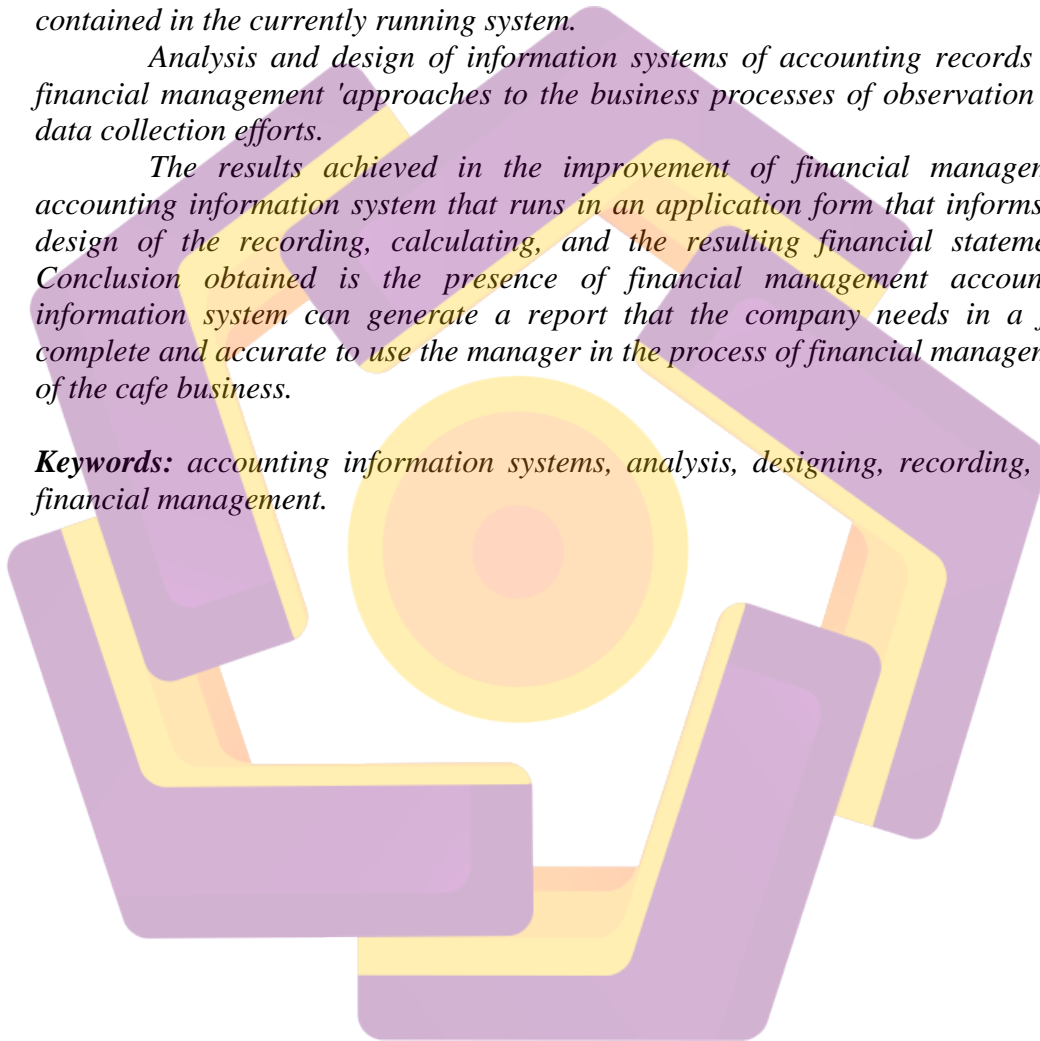 contained in the currently running system.
Analysis and design of information systems of accounting records
financial management 'approaches to the business processes of observation
data collection efforts.
The results achieved in the improvement of financial managem
accounting information system that runs in an application form that informs
design of the recording, calculating, and the resulting financial stateme
Conclusion obtained is the presence of financial management accoun
information system can generate a report that the company needs in a
complete and accurate to use the manager in the process of financial managem
of the cafe business.
Keywords: accounting information systems, analysis, designing, recording,
financial management.